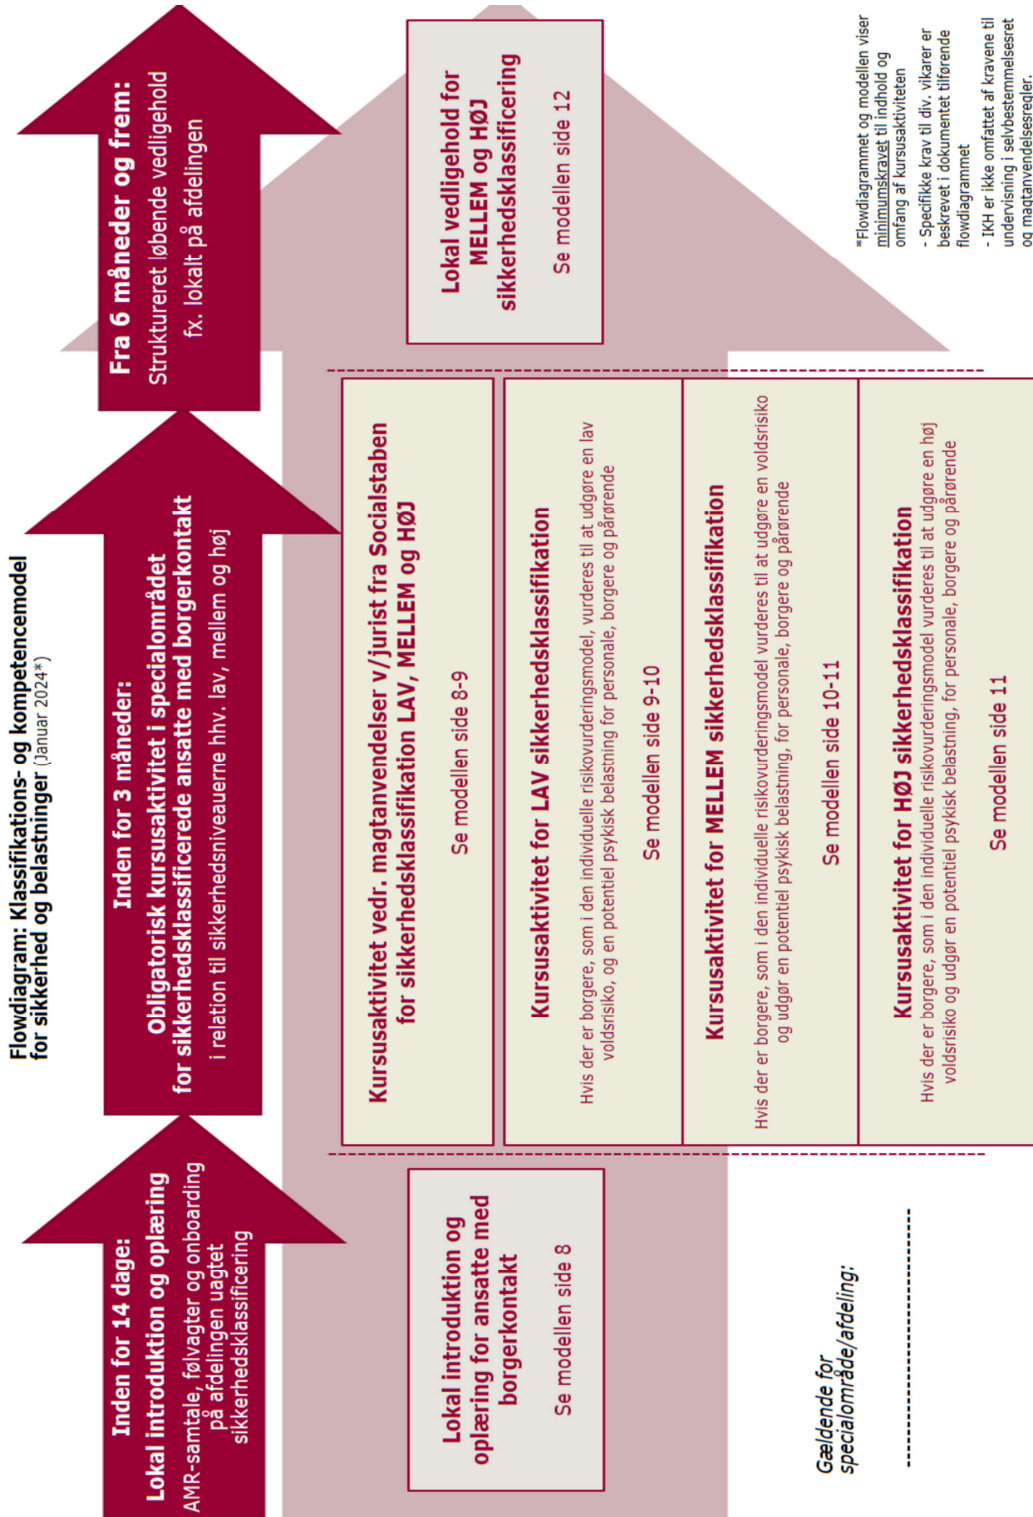 Flowdiagram: Klassifikations- og kompetencemodel
for sikkerhed og belastninger (Januar 2024*)
Inden for 14 dage:
Lokal introduktion og oplæring
AMR-samtale, følvagter og onboarding
på afdelingen uagtet
sikkerhedsklassificering
Inden for 3 måneder:
Obligatorisk kursusaktivitet i specialområdet
for sikkerhedsklassificerede ansatte med borgerkontakt
i relation til sikkerhedsniveauerne hhv. lav, mellem og høj
Fra 6 måneder og frem:
Struktureret løbende vedligehold
fx. lokalt på afdelingen
Lokal introduktion og
oplæring for ansatte med
borgerkontakt
Se modellen side 8
Kursusaktivitet vedr. magtanvendelser v/jurist fra Socialstaben
for sikkerhedsklassifikation LAV, MELLEM og HØJ
Se modellen side 8-9
Kursusaktivitet for LAV sikkerhedsklassifikation
Hvis der er borgere, som i den individuelle risikovurderingsmodel, vurderes til at udgøre en lav
voldsrisiko, og en potentiel psykisk belastning for personale, borgere og pårørende
Se modellen side 9-10
Kursusaktivitet for MELLEM sikkerhedsklassifikation
Hvis der er borgere, som i den individuelle risikovurderingsmodel vurderes til at udgøre en voldsrisiko
og udgør en potentiel psykisk belastning, for personale, borgere og pårørende
Se modellen side 10-11
Kursusaktivitet for HØJ sikkerhedsklassifikation
Hvis der er borgere, som i den individuelle risikovurderingsmodel vurderes til at udgøre en høj
voldsrisiko og udgør en potentiel psykisk belastning, for personale, borgere og pårørende
Se modellen side 11
Lokal vedligehold for
MELLEM og HØJ
sikkerhedsklassificering
Se modellen side 12
Gældende for
specialområde/afdeling:
*Flowdiagrammet og modellen viser
minimumskravet til indhold og
omfang af kursusaktiviteten
- Specifikke krav til div. vikarer er
beskrevet i dokumentet tilførende
flowdiagrammet
- IKH er ikke omfattet af kravene til
undervisning i selvbestemmelsesret
og magtanvendelsesregler.